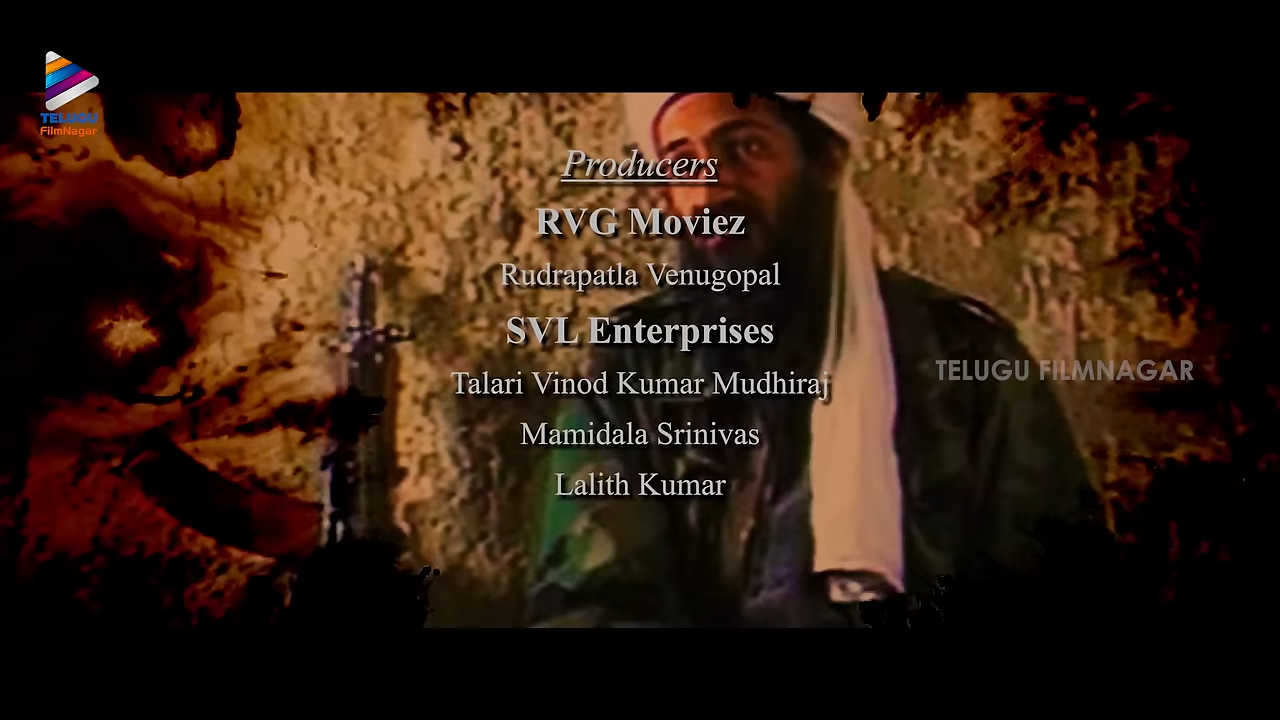 TELUGU
FilmNagar
Producers
RVG Moviez
Rudrapatla Venugopal
SVL Enterprises
TELUGU FILMNAGAR
Talari Vinod Kumar Mudhiraj
Mamidala Srinivas
Lalith Kumar